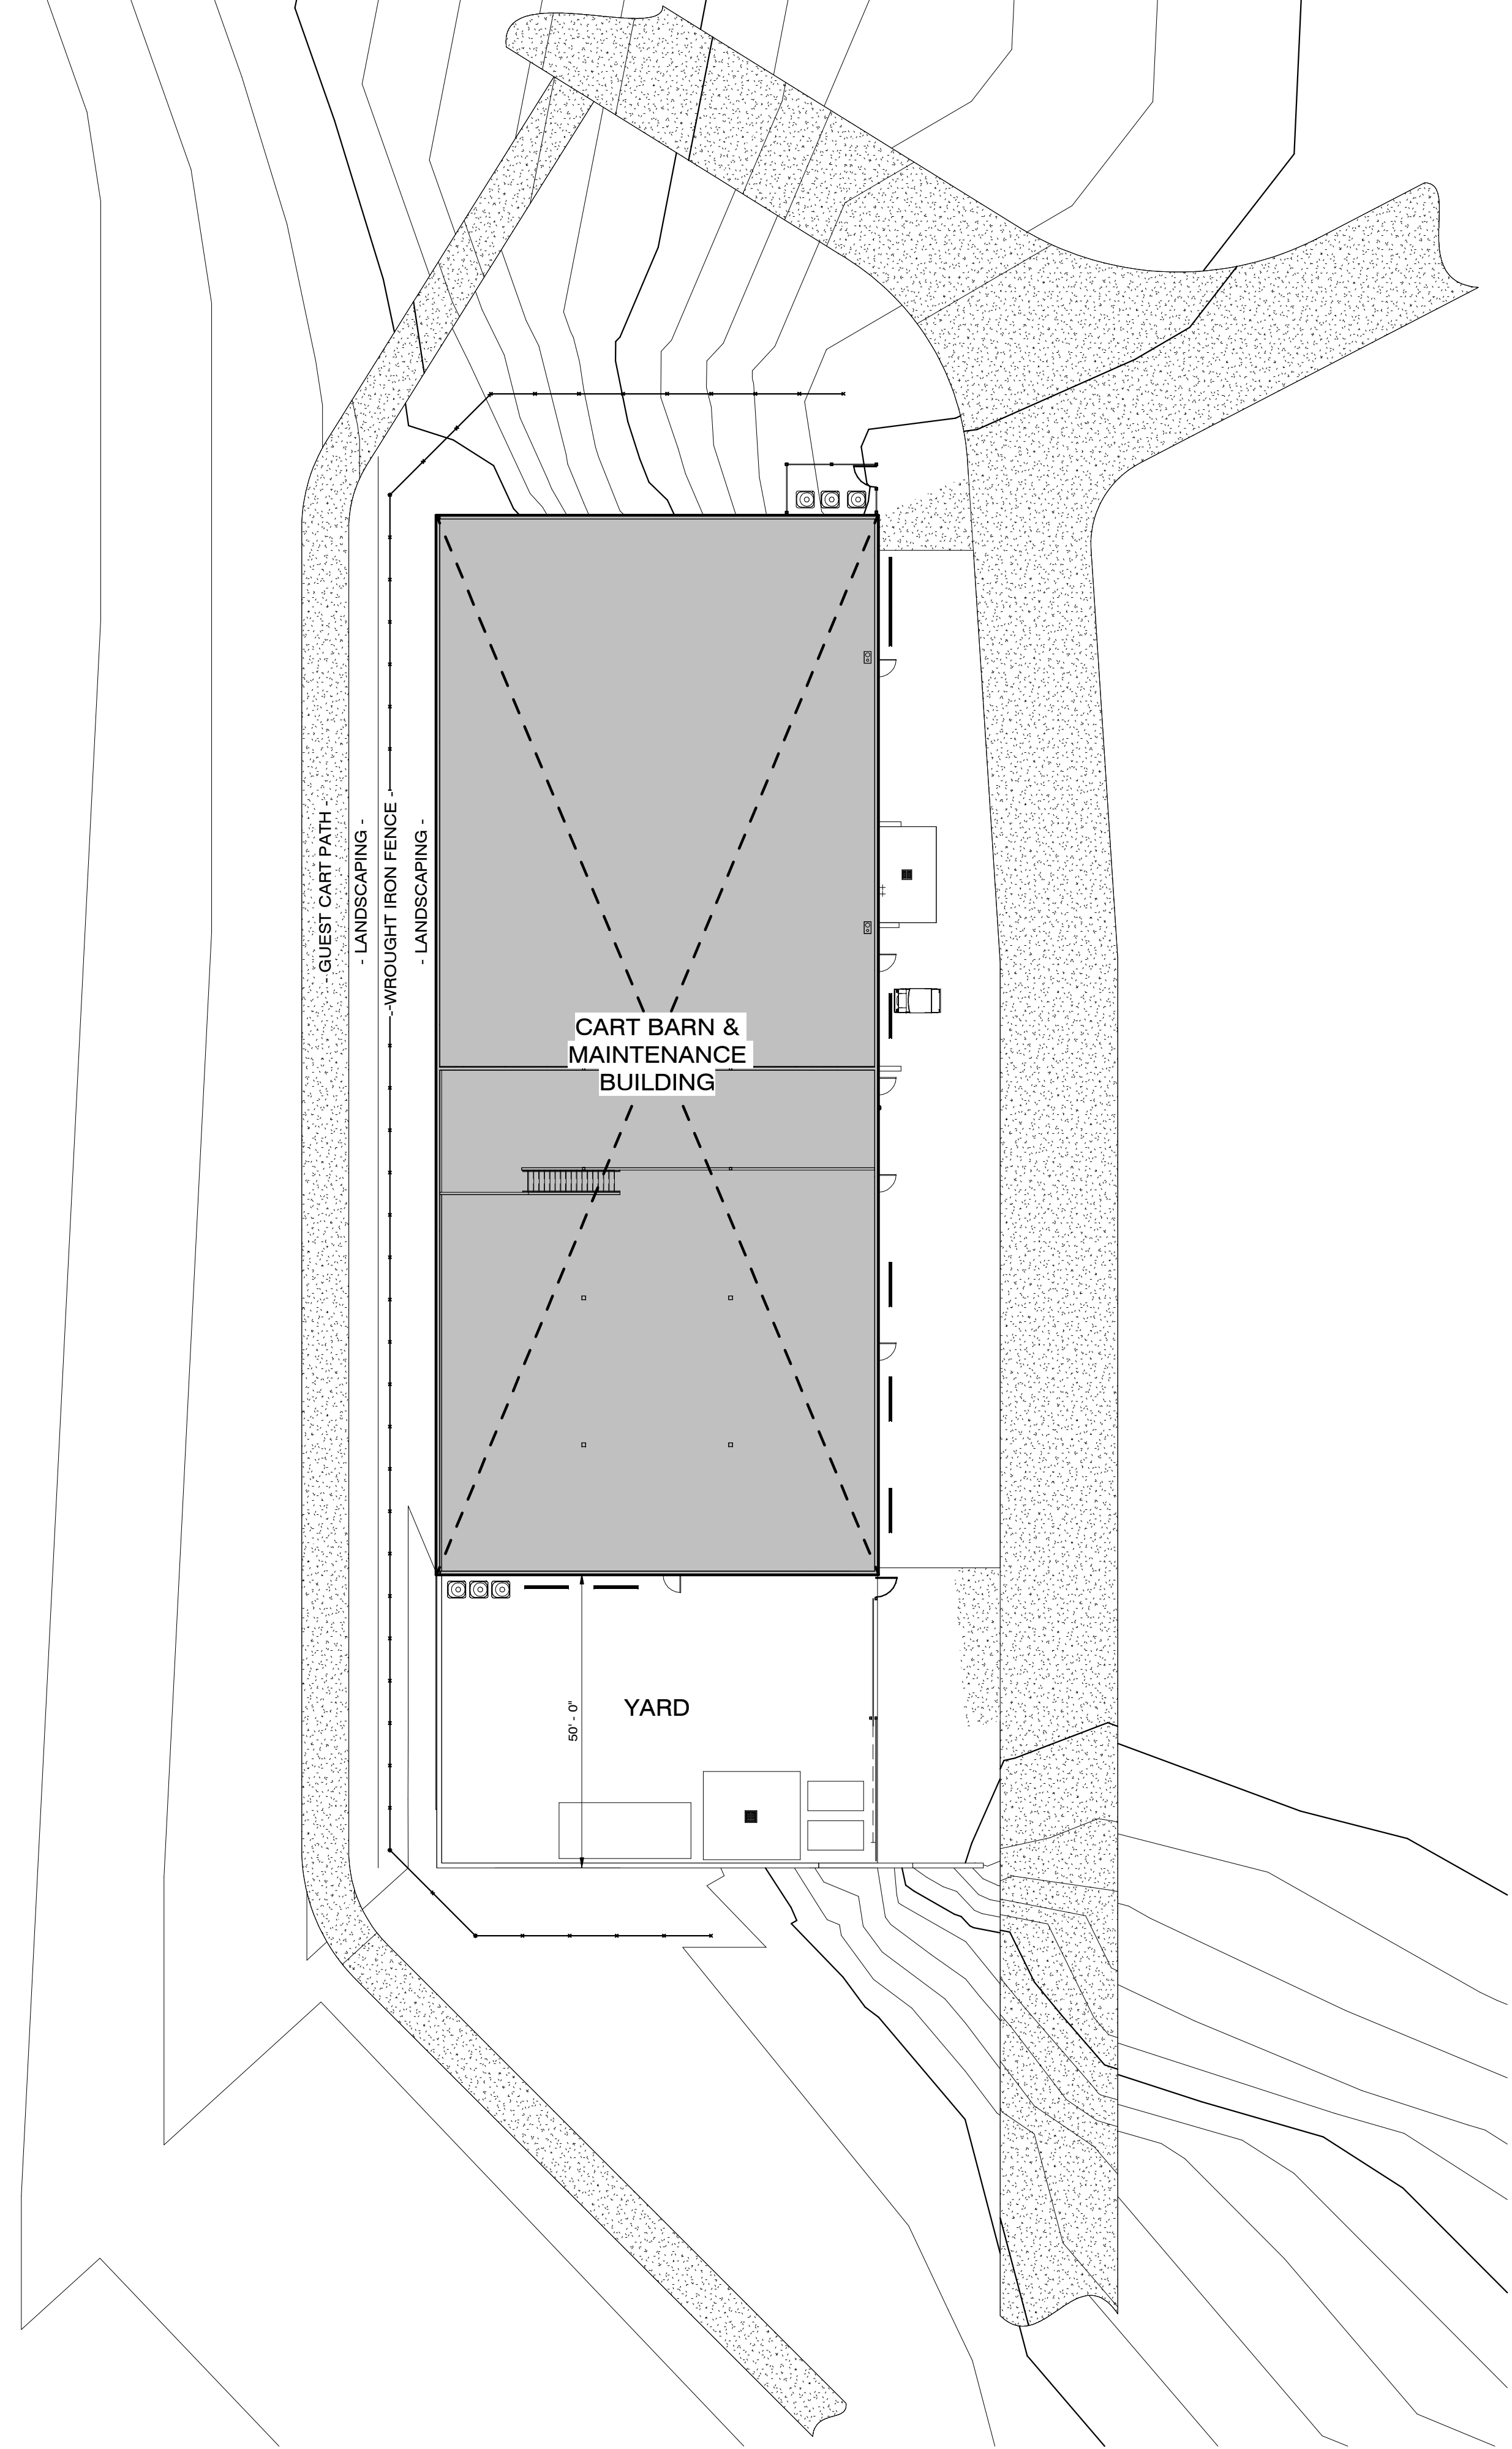 - GUEST CART PATH -
- LANDSCAPING -
-WROUGHT IRON FENCE -
- LANDSCAPING -
CART BARN &
MAINTENANCE
BUILDING
50' - 0"
YARD